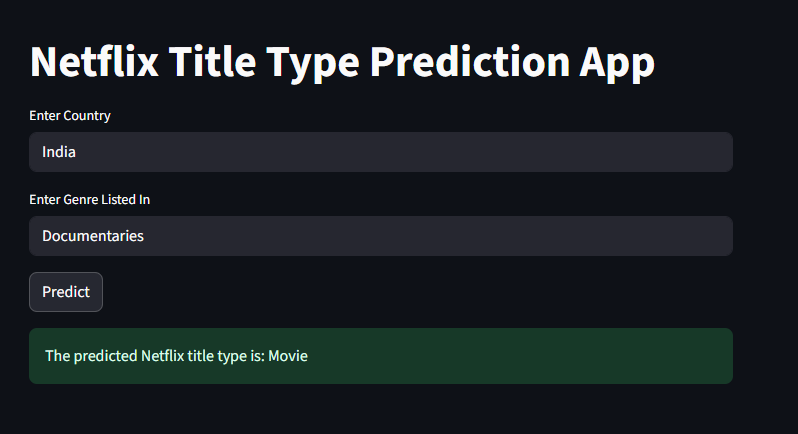 Netflix Title Type Prediction App
Enter Country
India
Enter Genre Listed In
Documentaries
Predict
The predicted Netflix title type is: Movie